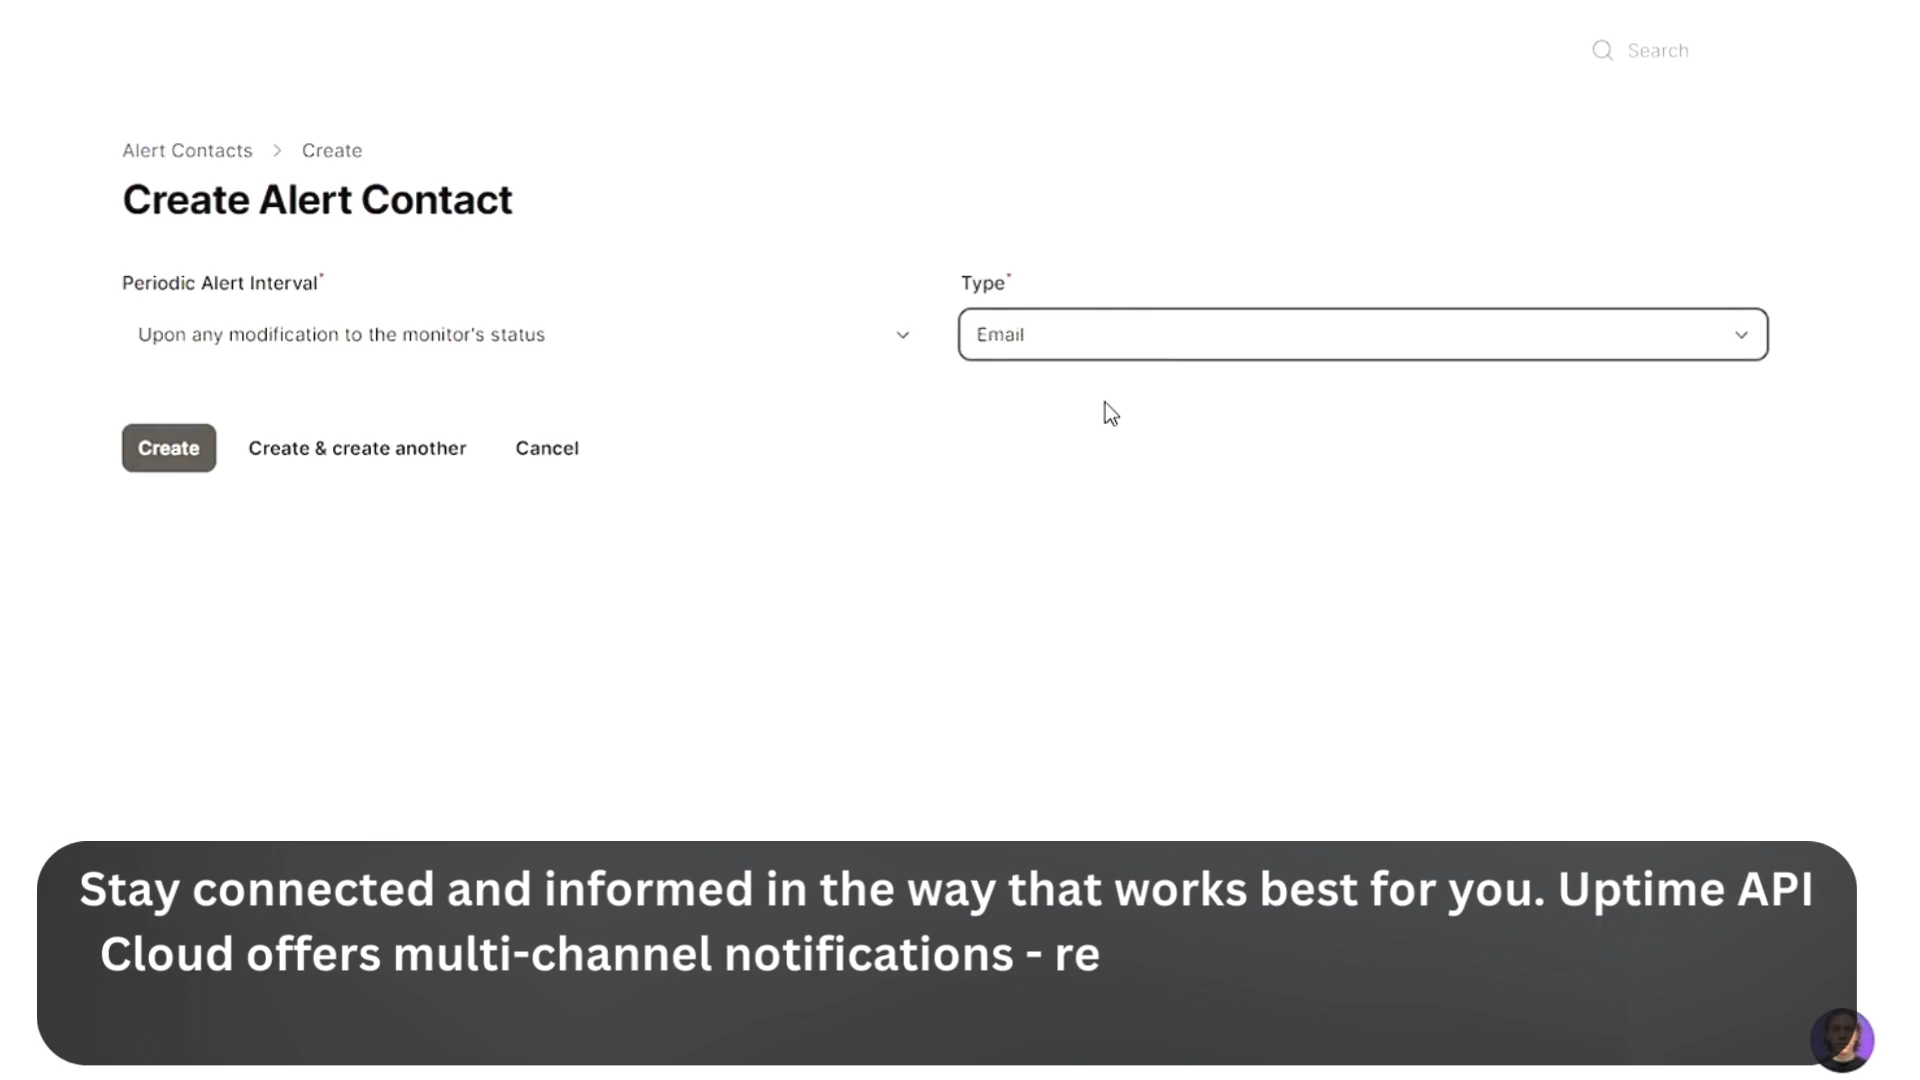 Search
Alert Contacts > Create
Create Alert Contact
Periodic Alert Interval*
Type*
Upon any modification to the monitor's status
Email
Create
Create & create another
Cancel
Stay connected and informed in the way that works best for you. Uptime API
Cloud offers multi-channel notifications - re